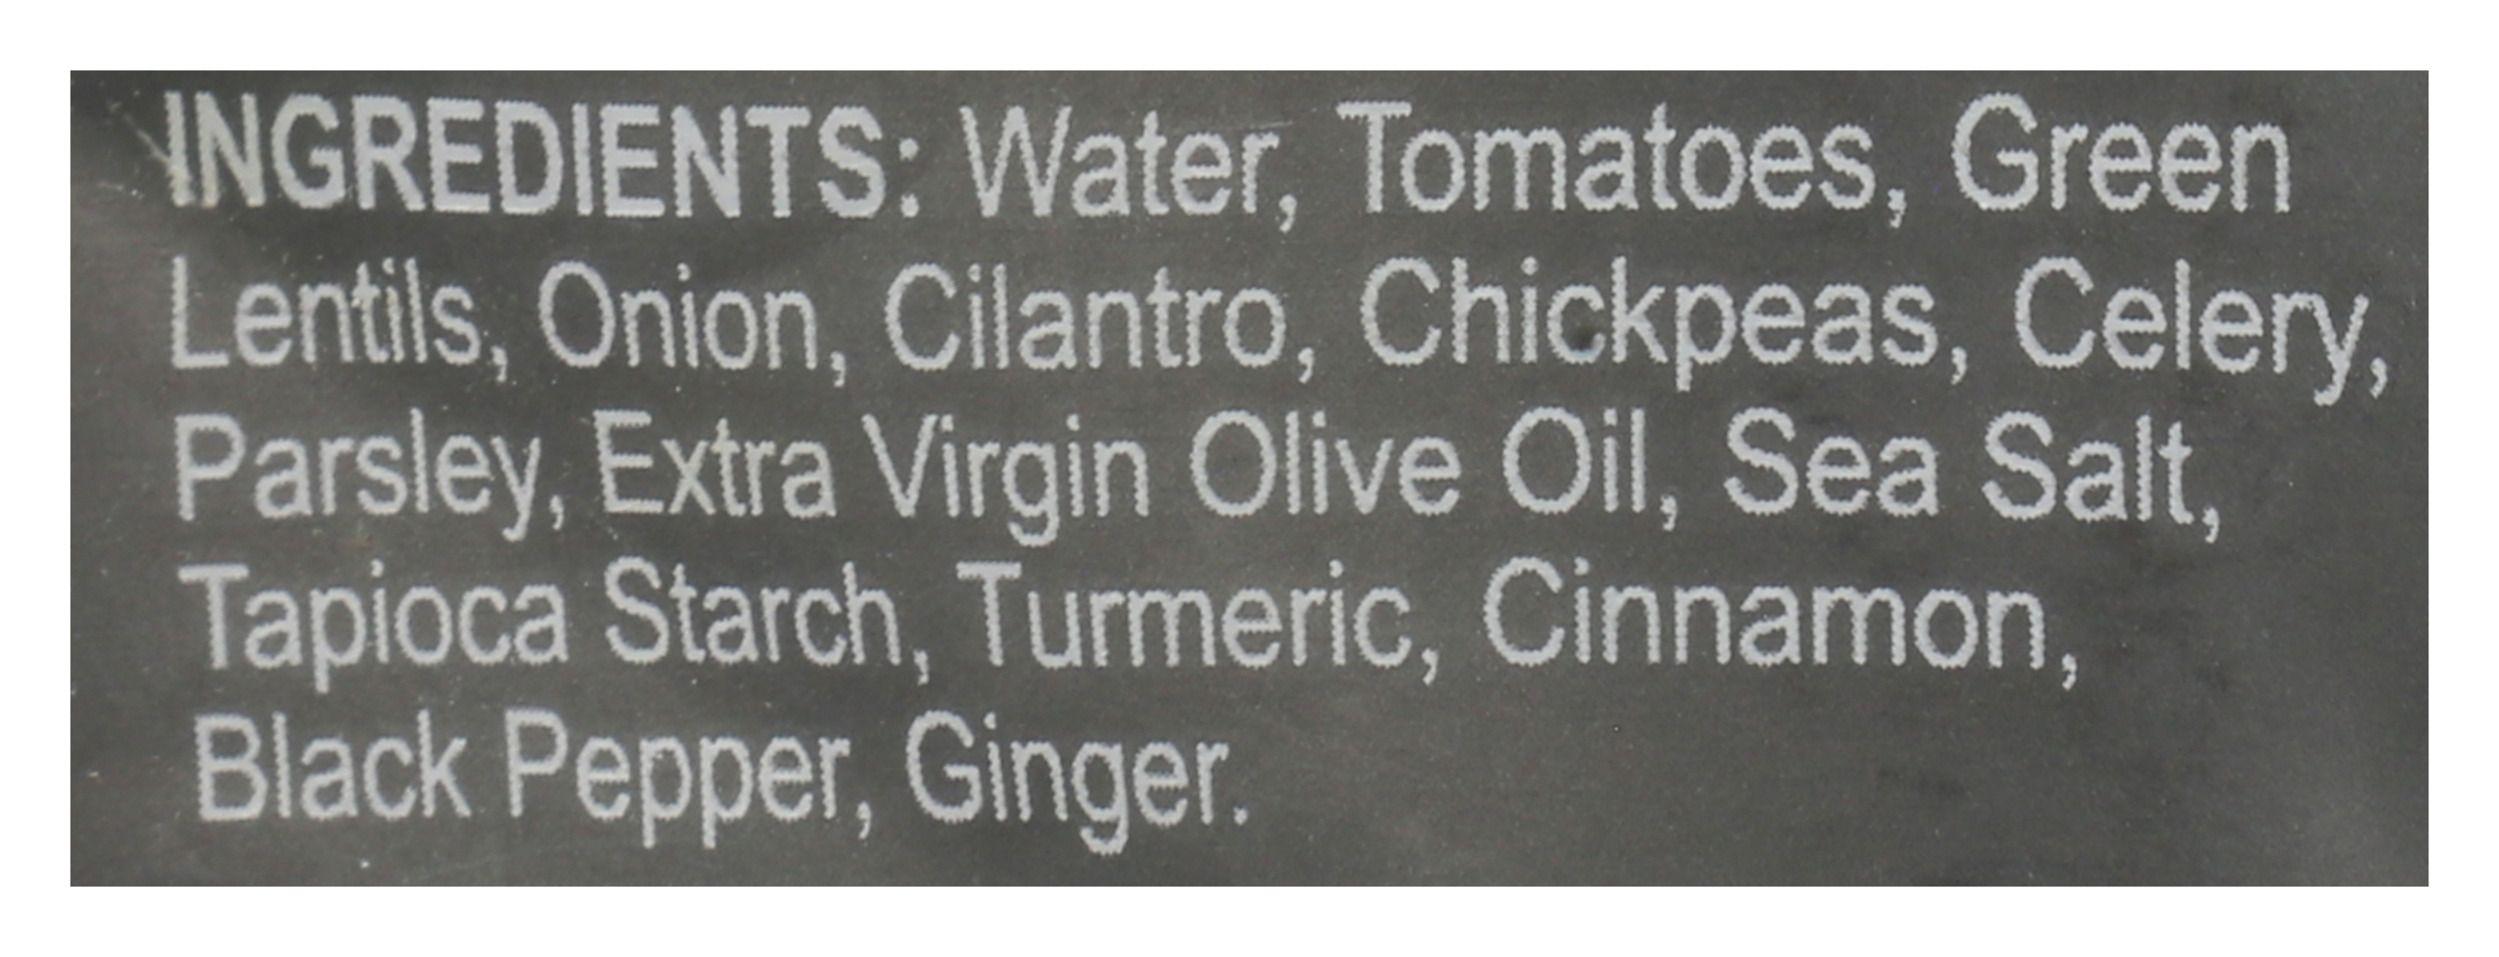 INGREDIENTS: Water, Tomatoes, Green
Lentils, Onion, Cilantro, Chickpeas, Celery,
Parsley, Extra Virgin Olive Oil, Sea Salt,
Tapioca Starch, Turmeric, Cinnamon,
Black Pepper, Ginger.